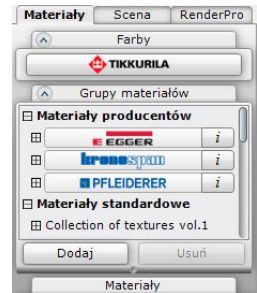 Materiały Scena RenderPro
Farby
TIKKURILA
Grupy materiałów
Materiały producentów
EGGER i
kronospan i
PFLEIDERER i
Materiały standardowe
Collection of textures vol.1
Dodaj Usuń
Materiały